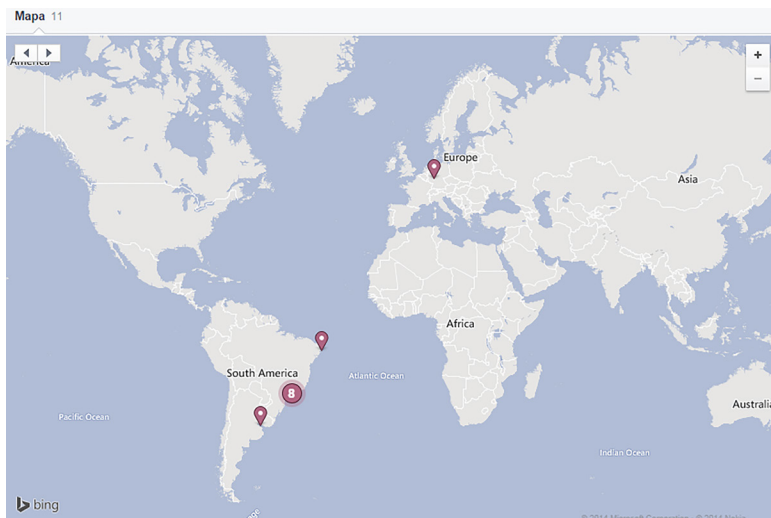 Mapa 11
America
+
−
Europe
Asia
Africa
South America
Atlantic Ocean
8
Australia
Pacific Ocean
Indian Ocean
bing